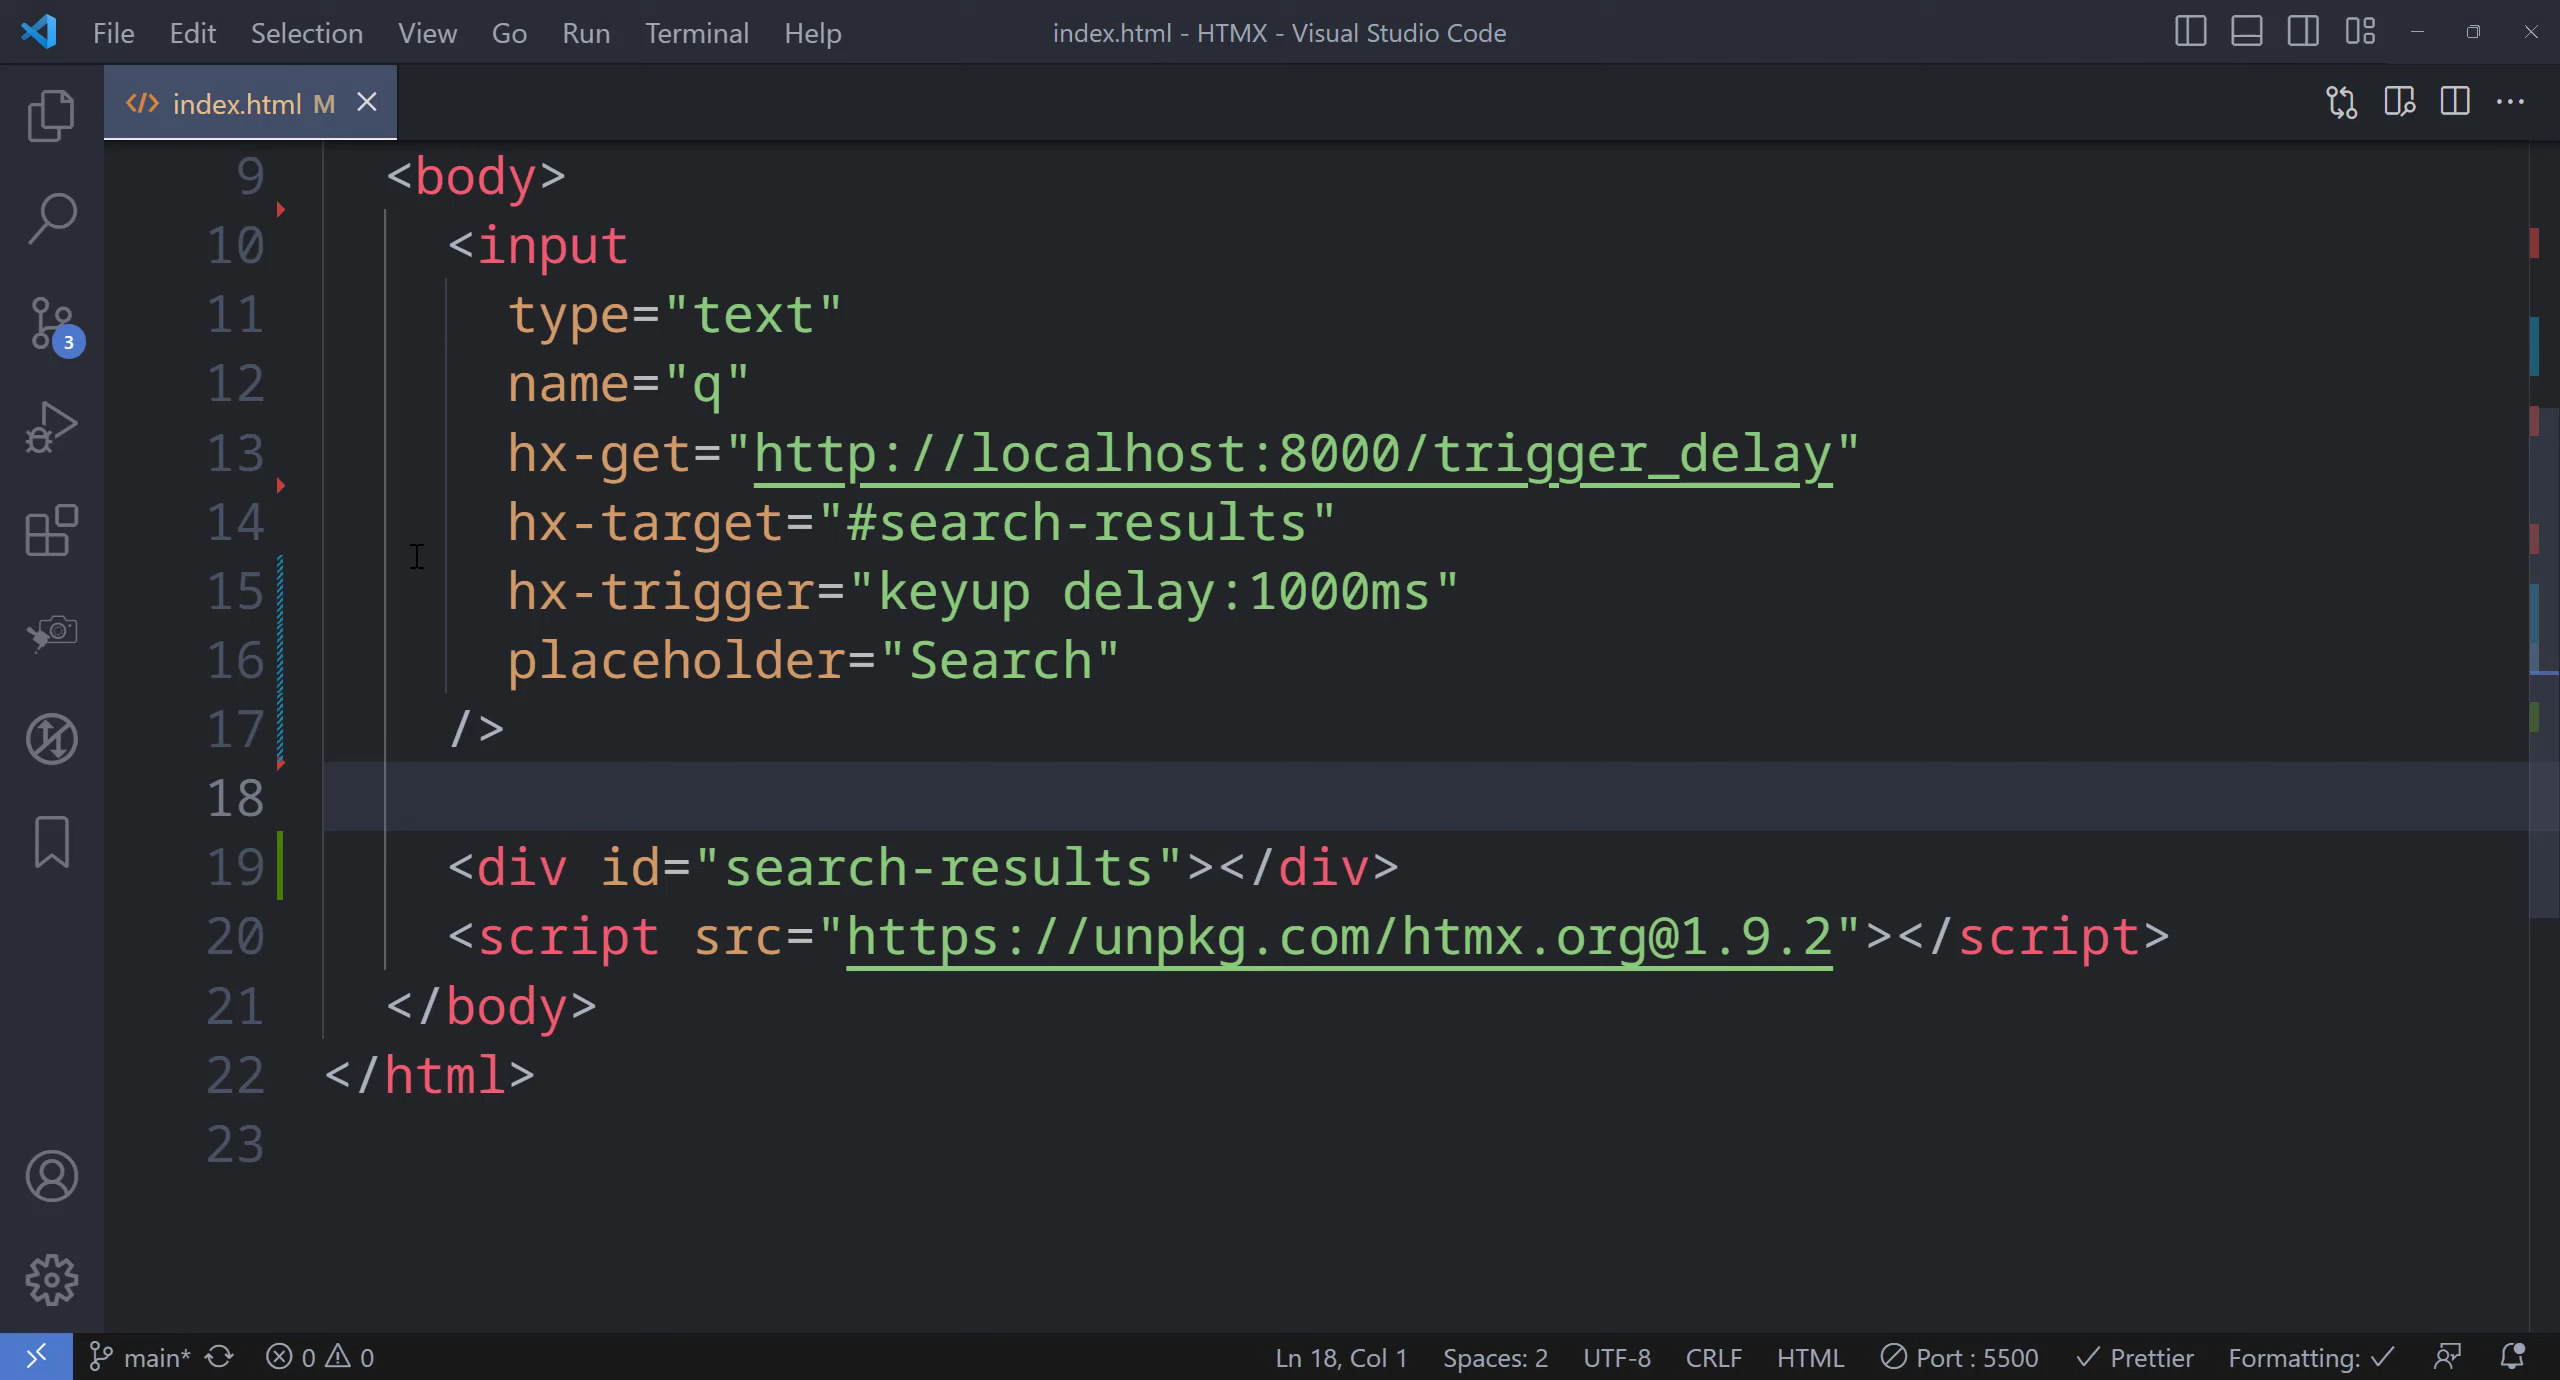 File Edit Selection View Go Run Terminal Help index.html - HTMX - Visual Studio Code
index.html M
9 <body>
10 <input
11 type="text"
12 name="q"
13 hx-get="http://localhost:8000/trigger_delay"
14 hx-target="#search-results"
15 hx-trigger="keyup delay:1000ms"
16 placeholder="Search"
17 />
18
19 <div id="search-results"></div>
20 <script src="https://unpkg.com/htmx.org@1.9.2"></script>
21 </body>
22 </html>
23
3
main* 0 0 Ln 18, Col 1 Spaces: 2 UTF-8 CRLF HTML Port : 5500 Prettier Formatting: